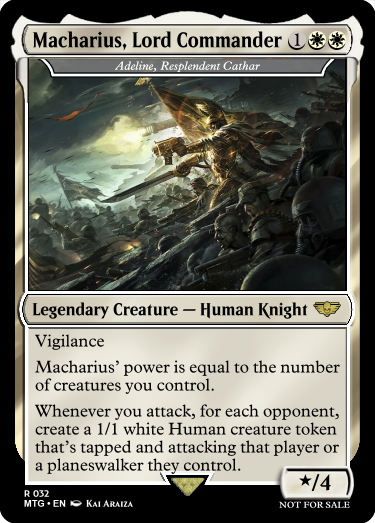 Macharius, Lord Commander 1
Adeline, Resplendent Cathar
Legendary Creature — Human Knight
Vigilance
Macharius' power is equal to the number
of creatures you control.
Whenever you attack, for each opponent,
create a 1/1 white Human creature token
that's tapped and attacking that player or
a planeswalker they control.
*/4
R 032
MTG • EN Kai Araiza
NOT FOR SALE